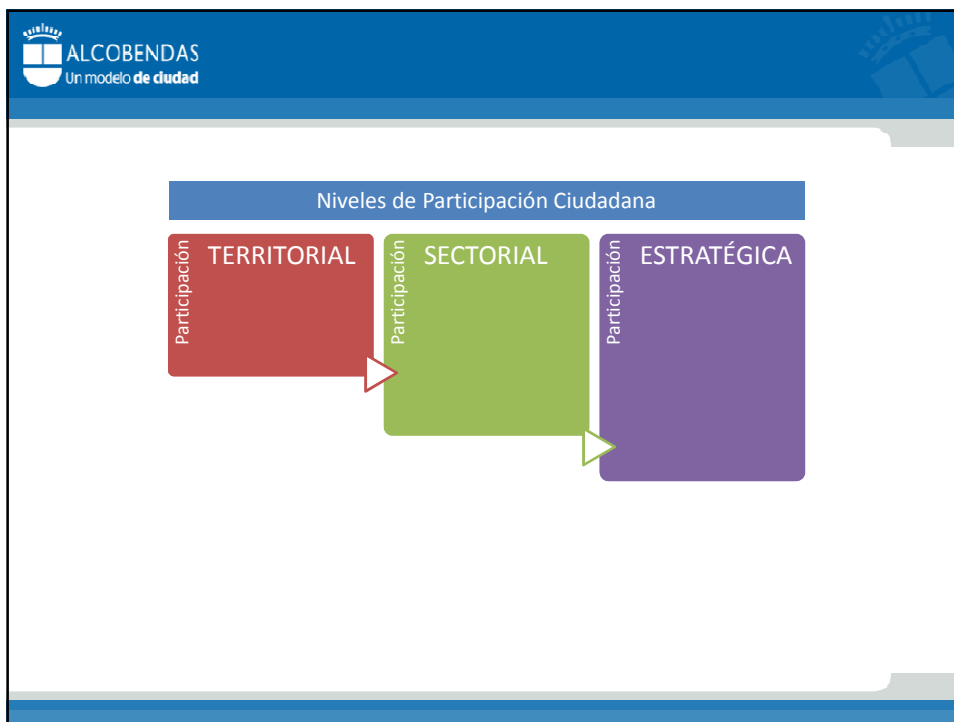 ALCOBENDAS
Un modelo de ciudad
Niveles de Participación Ciudadana
Participación
TERRITORIAL
Participación
SECTORIAL
Participación
ESTRATÉGICA